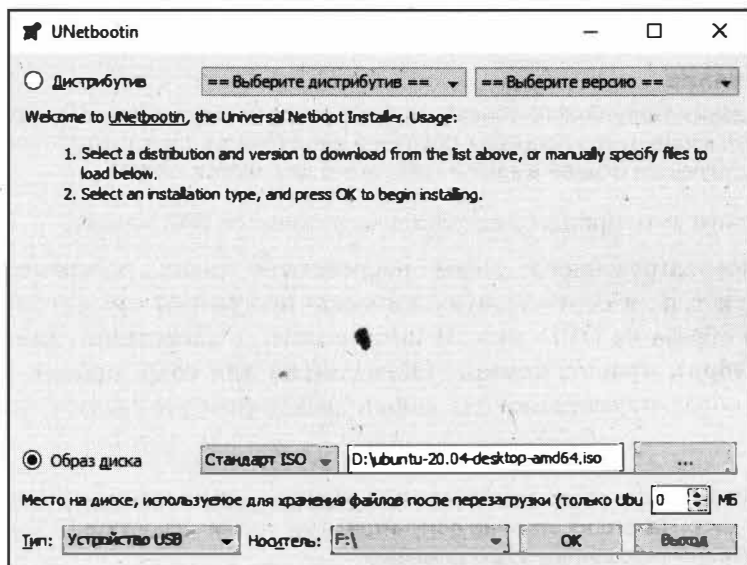 UNetbootin
Дистрибутив == Выберите дистрибутив == == Выберите версию ==
Welcome to UNetbootin, the Universal Netboot Installer. Usage:
1. Select a distribution and version to download from the list above, or manually specify files to
load below.
2. Select an installation type, and press OK to begin installing.
Образ диска Стандарт ISO D:\ubuntu-20.04-desktop-amd64.iso ...
Место на диске, используемое для хранения файлов после перезагрузки (только Ubu 0 МБ
Тип: Устройство USB Носитель: F:\ OK Выход